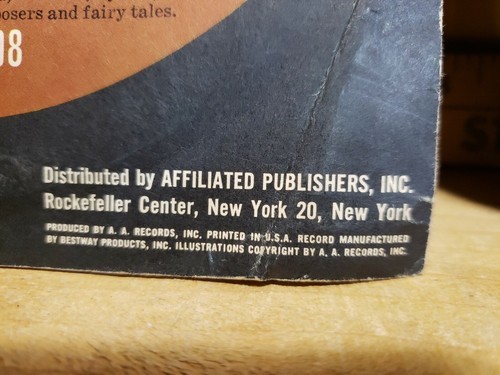 posers and fairy tales.
08
Distributed by AFFILIATED PUBLISHERS, INC.
Rockefeller Center, New York 20, New York
PRODUCED BY A. A. RECORDS, INC. PRINTED IN U.S.A. RECORD MANUFACTURED
BY BESTWAY PRODUCTS, INC. ILLUSTRATIONS COPYRIGHT BY A. A. RECORDS, INC.